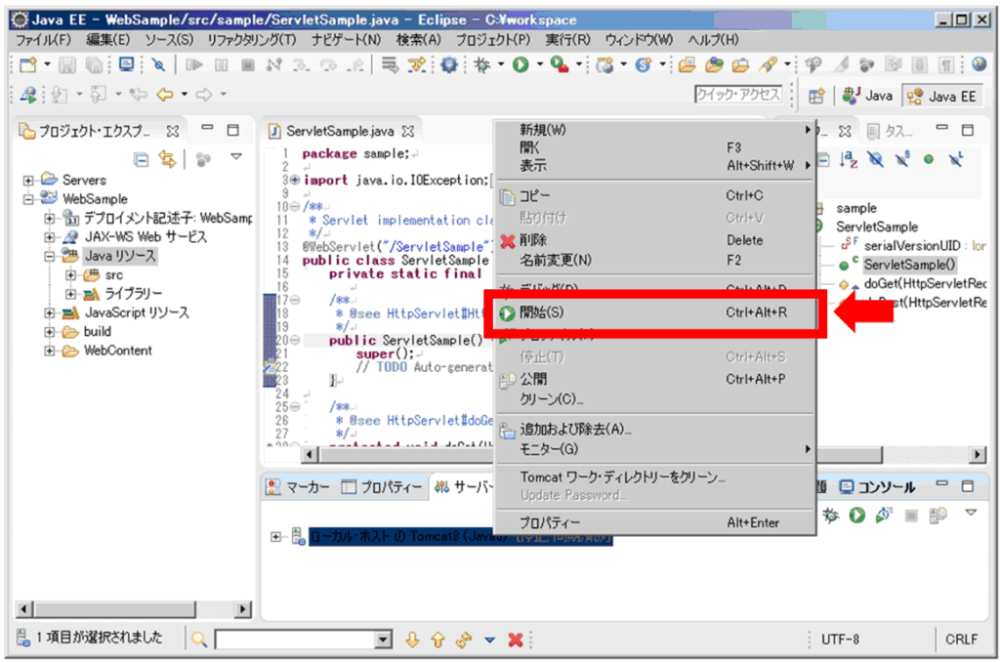 Java EE - WebSample/src/sample/ServletSample.java - Eclipse - C:¥workspace
ファイル(F) 編集(E) ソース(S) リファクタリング(T) ナビゲート(N) 検索(A) プロジェクト(P) 実行(R) ウィンドウ(W) ヘルプ(H)
クイック・アクセス Java Java EE
プロジェクト・エクスプ...
Servers
WebSample
デプロイメント記述子: WebSamp
JAX-WS Web サービス
Java リソース
src
ライブラリー
JavaScript リソース
build
WebContent
ServletSample.java
1 package sample;
2
3 import java.io.IOException;
9
10 /**
11 * Servlet implementation cla
12 */
13 @WebServlet("/ServletSample"
14 public class ServletSample
15 private static final
16
17 /**
18 * @see HttpServlet#Htt
19 */
20 public ServletSample()
21 super();
22 // TODO Auto-generat
23 }
24
25 /**
26 * @see HttpServlet#doGe
27 */
新規(W)
開く F3
表示 Alt+Shift+W
コピー Ctrl+C
貼り付け Ctrl+V
削除 Delete
名前変更(N) F2
デバッグ(D) Ctrl+Alt+D
開始(S) Ctrl+Alt+R
停止(T) Ctrl+Alt+S
公開 Ctrl+Alt+P
クリーン(C)...
追加および除去(A)...
モニター(G)
Tomcat ワーク・ディレクトリーをクリーン...
Update Password...
プロパティー Alt+Enter
タス...
sample
ServletSample
serialVersionUID : lon
ServletSample()
doGet(HttpServletRec
マーカー プロパティー サーバー
コンソール
ローカル・ホスト の Tomcat8 (Java8)
1 項目が選択されました
UTF-8 CRLF